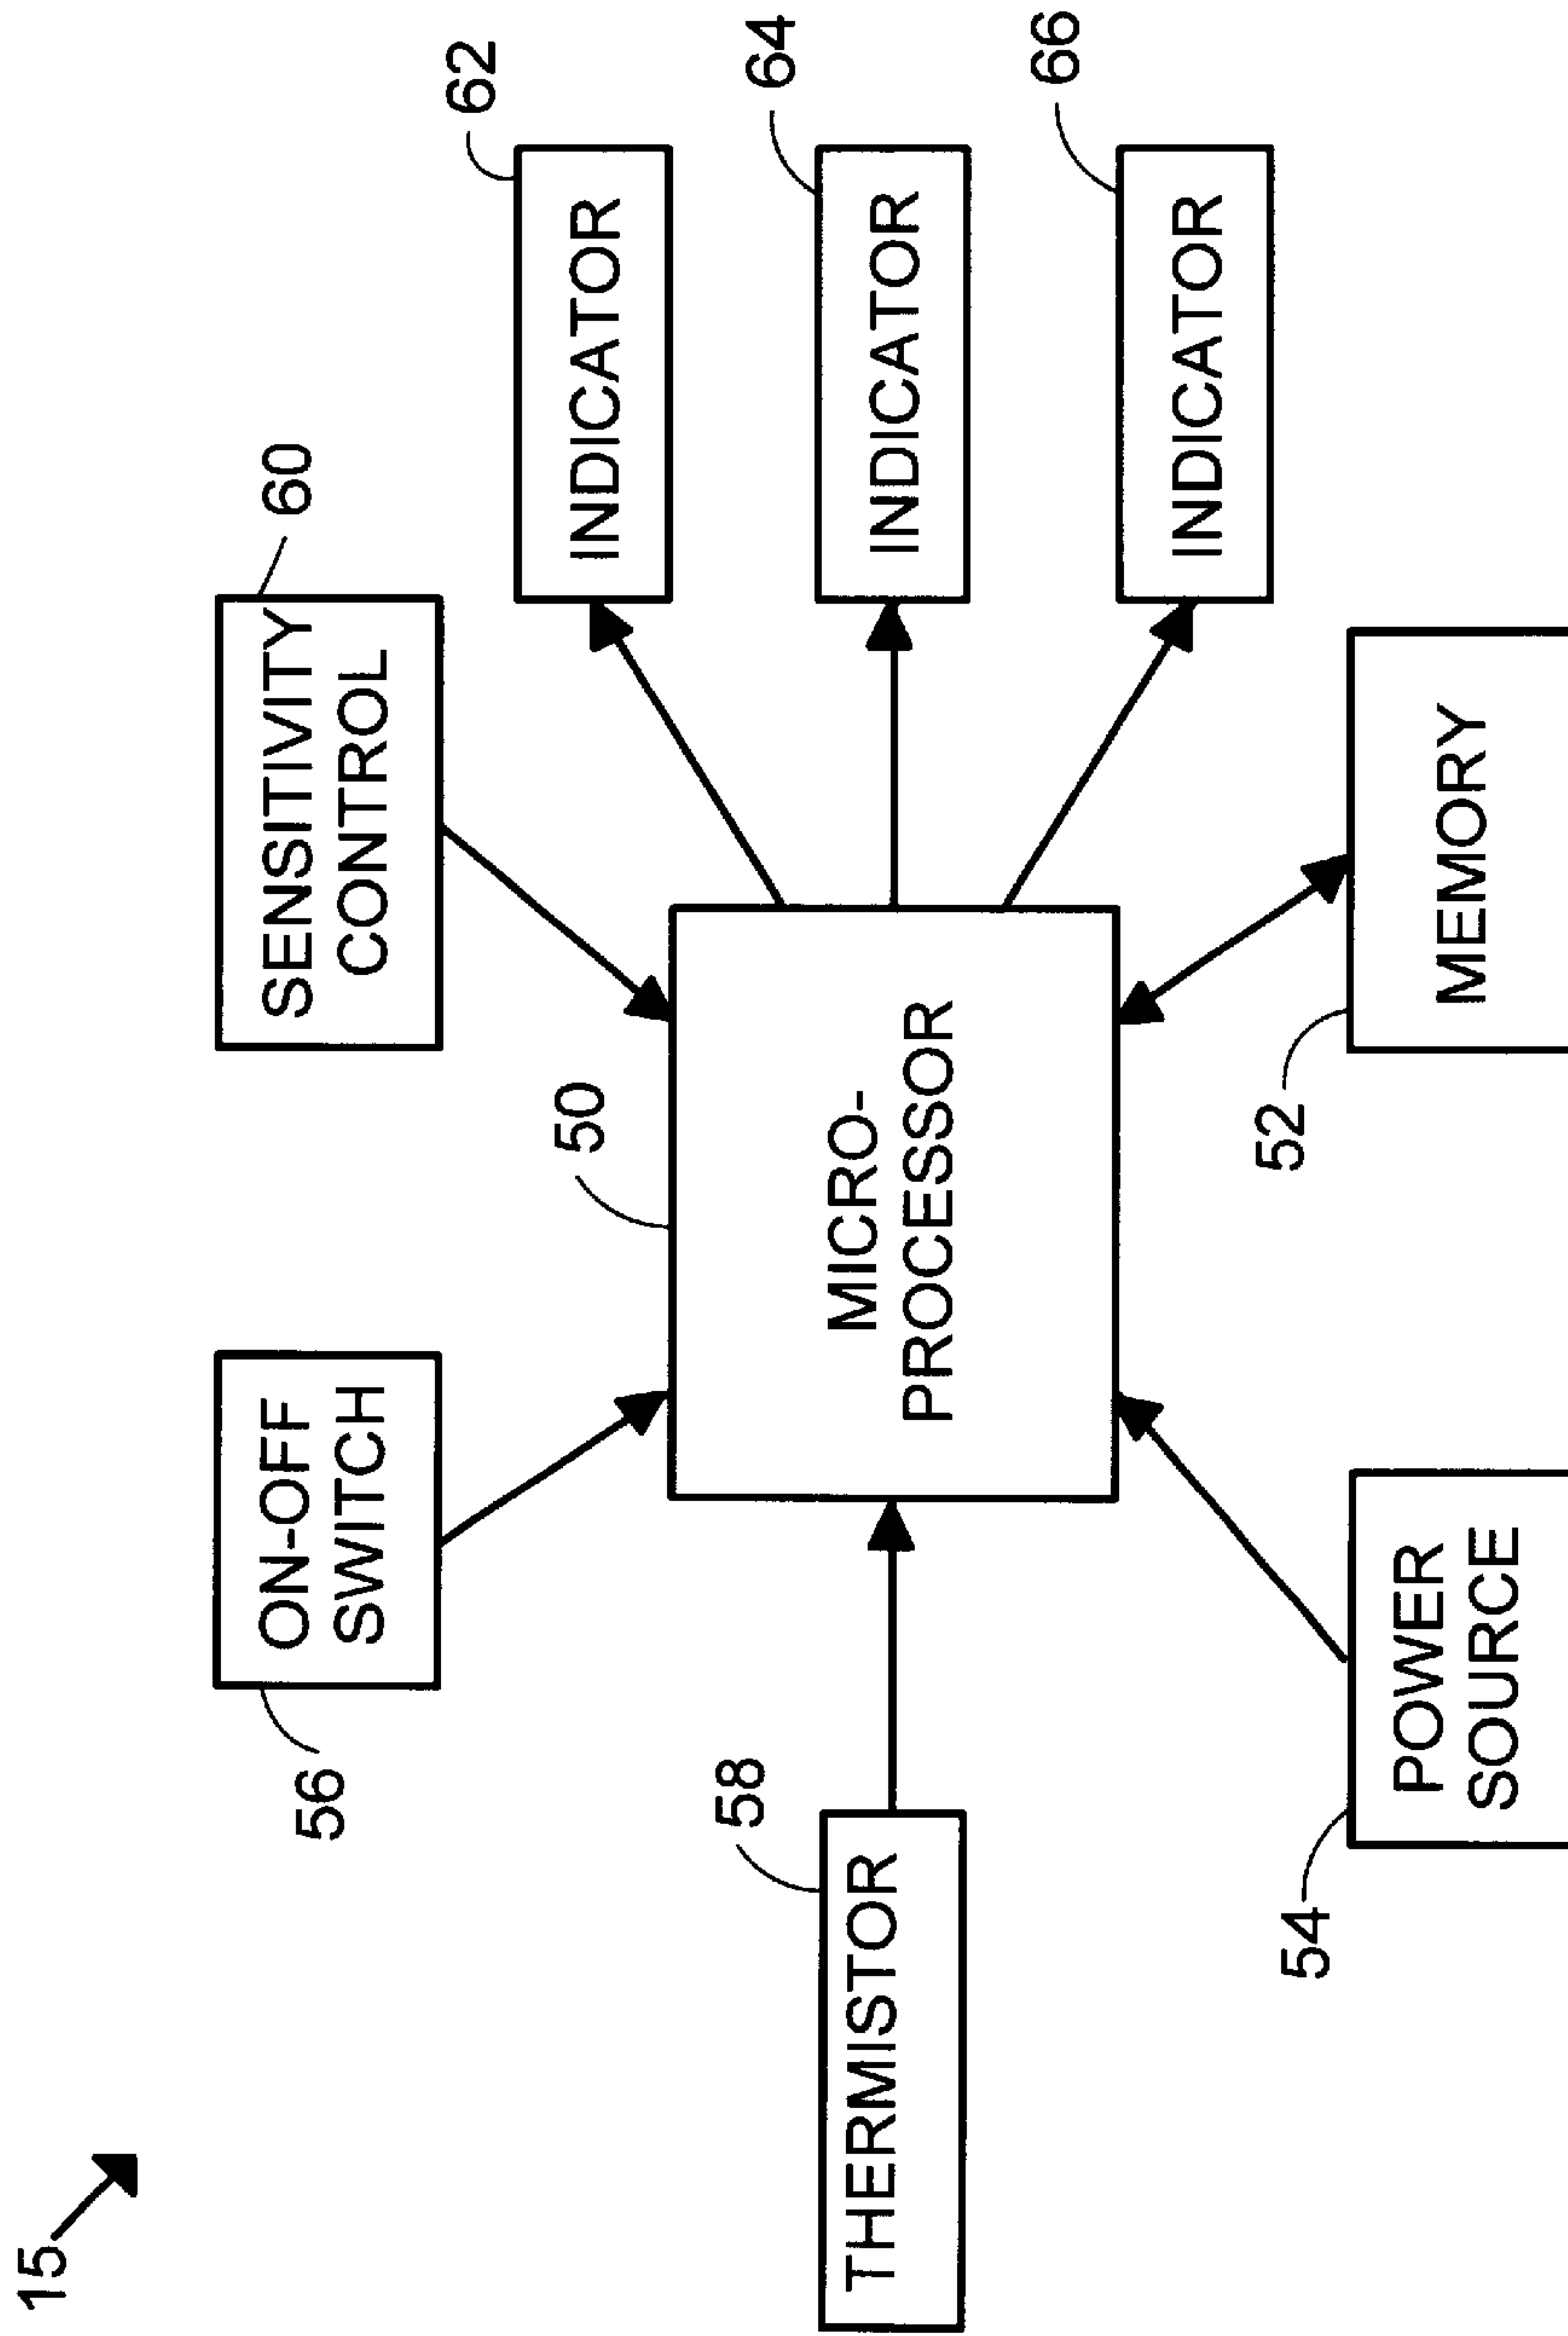 15
56
ON-OFF
SWITCH
60
SENSITIVITY
CONTROL
62
INDICATOR
50
58
THERMISTOR
MICRO-
PROCESSOR
64
INDICATOR
66
INDICATOR
54
POWER
SOURCE
52
MEMORY